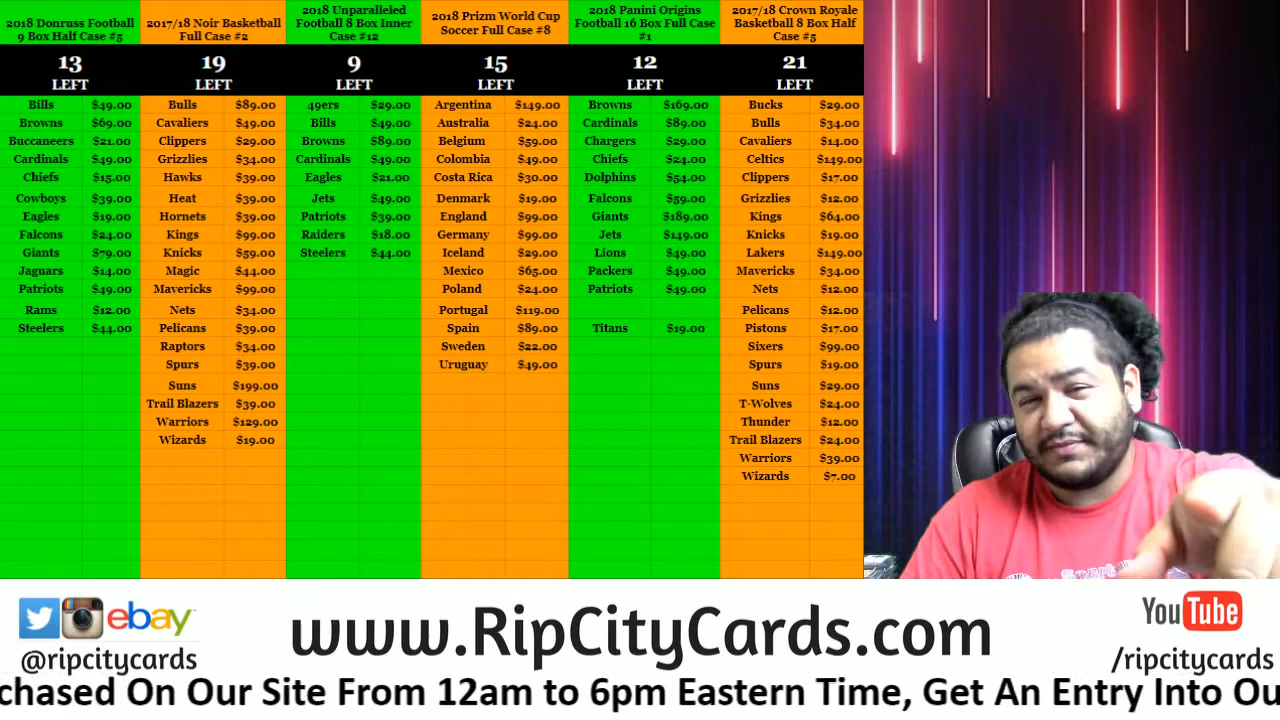 2018 Donruss Football
9 Box Half Case #5
13
LEFT
Bills $49.00
Browns $69.00
Buccaneers $21.00
Cardinals $49.00
Chiefs $15.00
Cowboys $39.00
Eagles $19.00
Falcons $24.00
Giants $79.00
Jaguars $14.00
Patriots $49.00
Rams $12.00
Steelers $44.00
2017/18 Noir Basketball
Full Case #2
19
LEFT
Bulls $89.00
Cavaliers $49.00
Clippers $29.00
Grizzlies $34.00
Hawks $39.00
Heat $39.00
Hornets $39.00
Kings $99.00
Knicks $59.00
Magic $44.00
Mavericks $99.00
Nets $34.00
Pelicans $39.00
Raptors $34.00
Spurs $39.00
Suns $199.00
Trail Blazers $39.00
Warriors $129.00
Wizards $19.00
2018 Unparalleled
Football 8 Box Inner
Case #12
9
LEFT
49ers $29.00
Bills $49.00
Browns $89.00
Cardinals $49.00
Eagles $21.00
Jets $49.00
Patriots $39.00
Raiders $18.00
Steelers $44.00
2018 Prizm World Cup
Soccer Full Case #8
15
LEFT
Argentina $149.00
Australia $24.00
Belgium $59.00
Colombia $49.00
Costa Rica $30.00
Denmark $19.00
England $99.00
Germany $99.00
Iceland $29.00
Mexico $65.00
Poland $24.00
Portugal $119.00
Spain $89.00
Sweden $22.00
Uruguay $49.00
2018 Panini Origins
Football 16 Box Full Case
#1
12
LEFT
Browns $169.00
Cardinals $89.00
Chargers $29.00
Chiefs $24.00
Dolphins $54.00
Falcons $59.00
Giants $189.00
Jets $149.00
Lions $49.00
Packers $49.00
Patriots $49.00
Titans $19.00
2017/18 Crown Royale
Basketball 8 Box Half
Case #5
21
LEFT
Bucks $29.00
Bulls $34.00
Cavaliers $14.00
Celtics $149.00
Clippers $17.00
Grizzlies $12.00
Kings $64.00
Knicks $19.00
Lakers $149.00
Mavericks $34.00
Nets $12.00
Pelicans $12.00
Pistons $17.00
Sixers $99.00
Spurs $19.00
Suns $29.00
T-Wolves $24.00
Thunder $12.00
Trail Blazers $24.00
Warriors $39.00
Wizards $7.00
ebay
@ripcitycards
www.RipCityCards.com
YouTube
/ripcitycards
chased On Our Site From 12am to 6pm Eastern Time, Get An Entry Into Ou